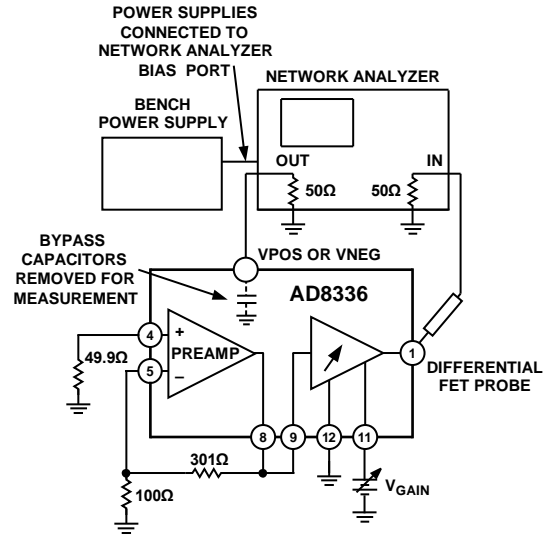 POWER SUPPLIES
CONNECTED TO
NETWORK ANALYZER
BIAS PORT
NETWORK ANALYZER
BENCH
POWER SUPPLY
OUT
IN
50Ω
50Ω
BYPASS
CAPACITORS
REMOVED FOR
MEASUREMENT
VPOS OR VNEG
AD8336
4
+
PREAMP
49.9Ω
5
–
1
DIFFERENTIAL
FET PROBE
8
9
12
11
301Ω
100Ω
VGAIN